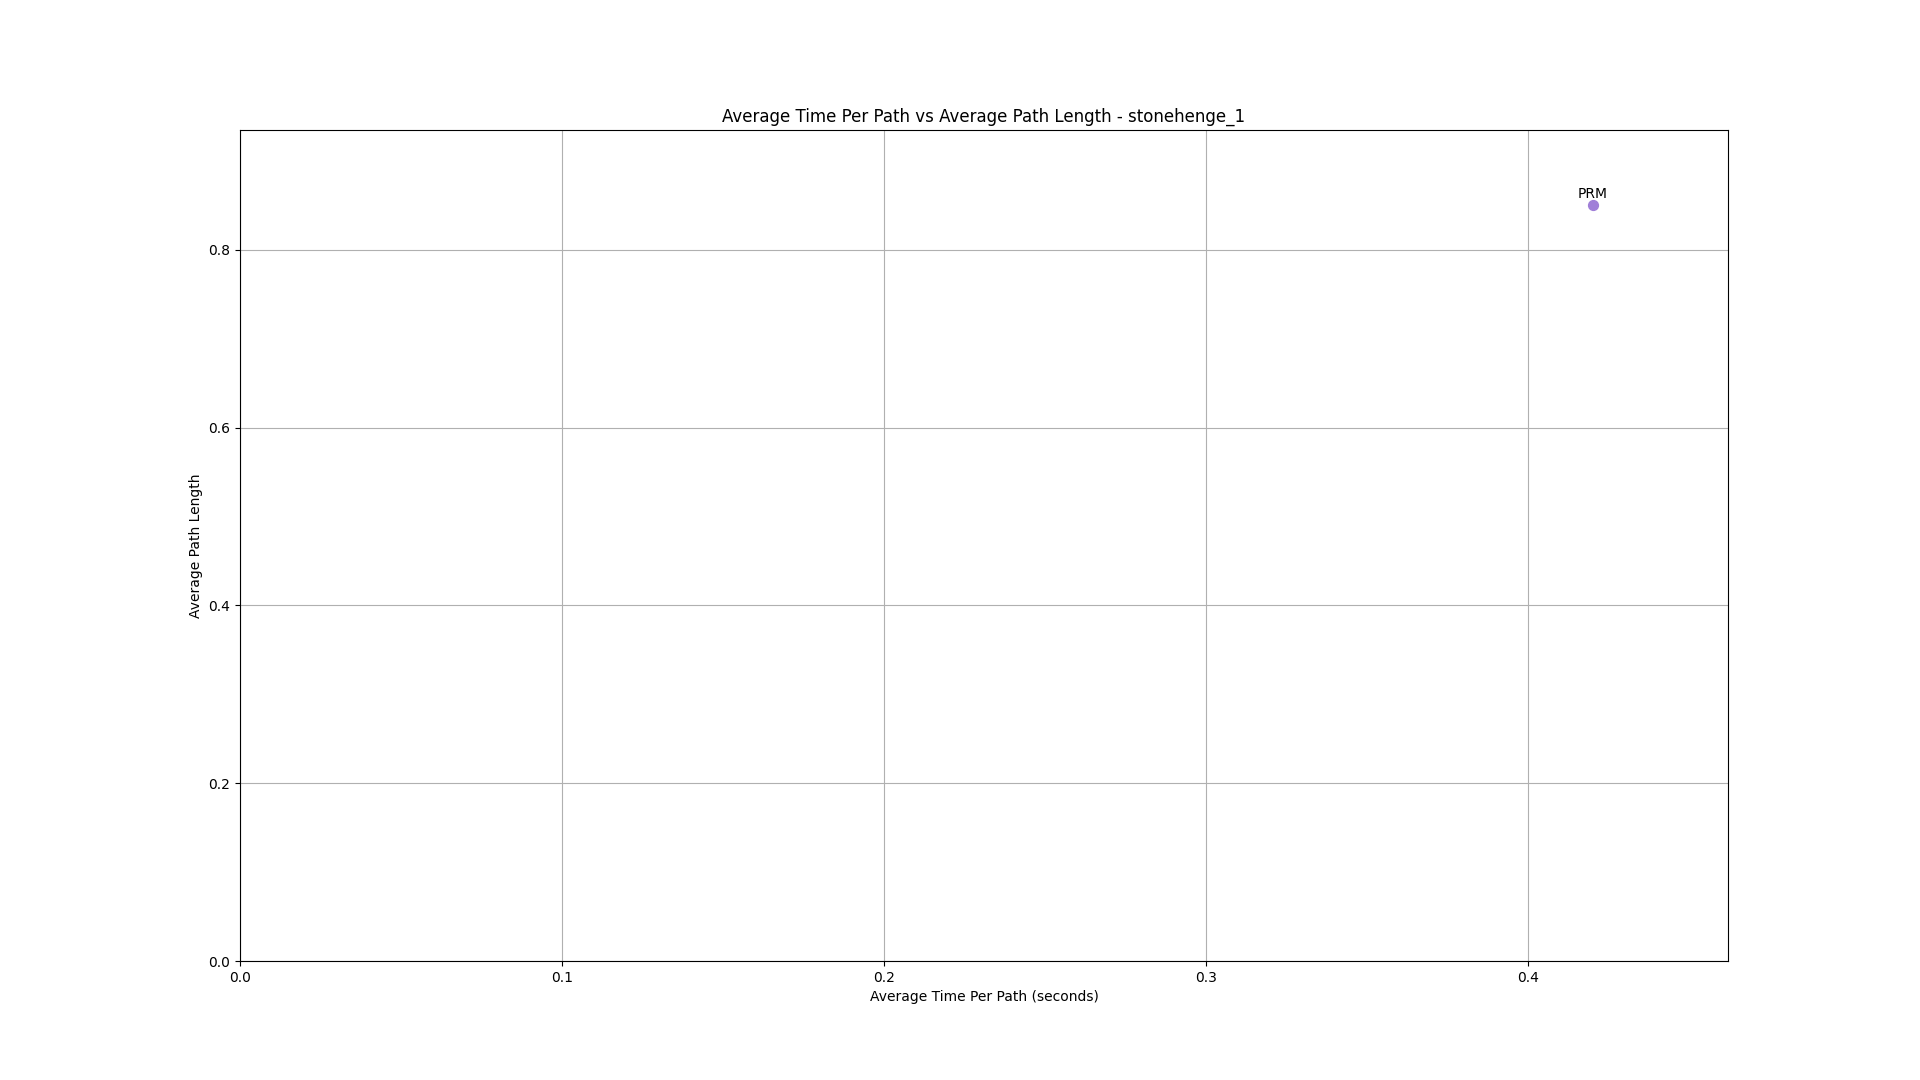 Average Time Per Path vs Average Path Length - stonehenge_1
PRM
Average Path Length
0.8
0.6
0.4
0.2
0.0
0.0 0.1 0.2 0.3 0.4
Average Time Per Path (seconds)